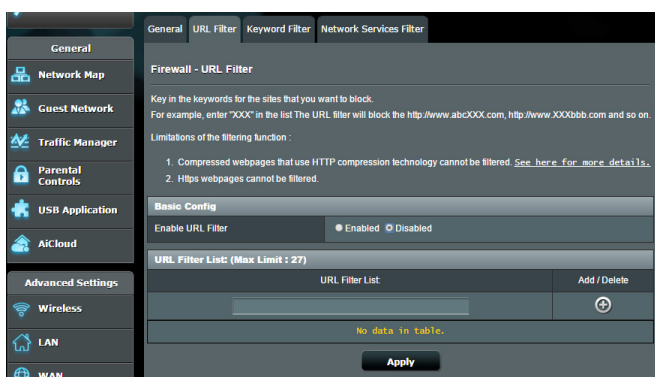 General URL Filter Keyword Filter Network Services Filter
General
Network Map
Guest Network
Traffic Manager
Parental
Controls
USB Application
AiCloud
Advanced Settings
Wireless
LAN
WAN
Firewall - URL Filter
Key in the keywords for the sites that you want to block.
For example, enter "XXX" in the list The URL filter will block the http://www.abcXXX.com, http://www.XXXbbb.com and so on.
Limitations of the filtering function :
1. Compressed webpages that use HTTP compression technology cannot be filtered. See here for more details.
2. Https webpages cannot be filtered.
Basic Config
Enable URL Filter Enabled Disabled
URL Filter List: (Max Limit : 27)
URL Filter List: Add / Delete
No data in table.
Apply